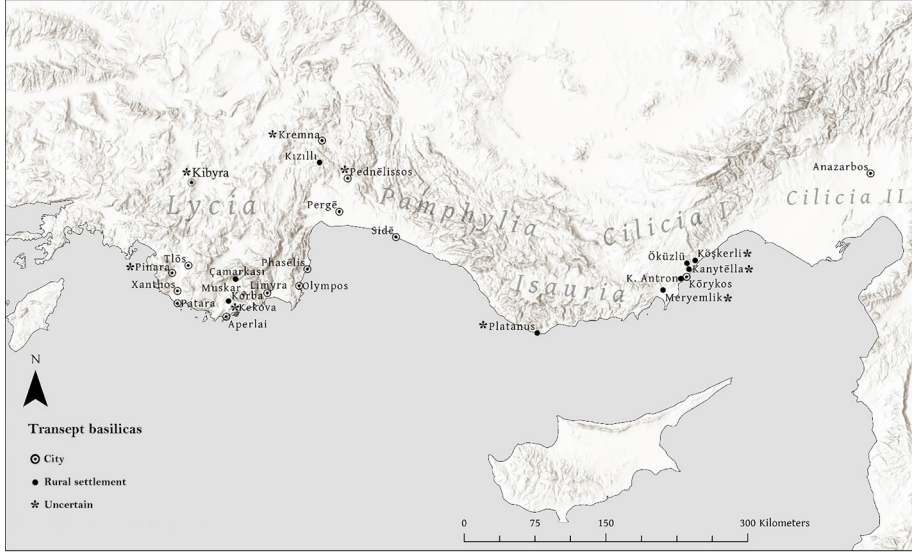 *Kremna
Kızıllı
*Kibyra
*Pednēlissos
Anazarbos
Lycia
Pergē
Pamphylia
Cilicia II
Cilicia I
Sidē
Tlōs
*Pinara
Çamarkası
Phasēlis
Öküzlü
Köşkerli*
Kanytēlla*
Xanthos
Muskar
Limyra
Olympos
Isauria
K. Antron
Kōrykos
Patara
Korba
*Kekova
Meryemlik*
Aperlai
*Platanus
N
Transept basilicas
City
Rural settlement
* Uncertain
0 75 150 300 Kilometers